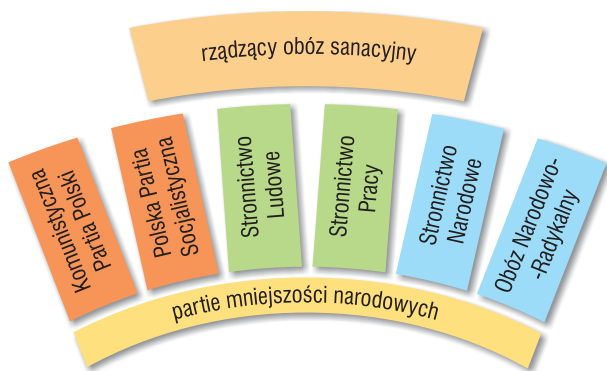 rządzący obóz sanacyjny
Komunistyczna
Partia Polski
Polska Partia
Socjalistyczna
Stronnictwo
Ludowe
Stronnictwo
Pracy
Stronnictwo
Narodowe
Obóz Narodowo-
-Radykalny
partie mniejszości narodowych